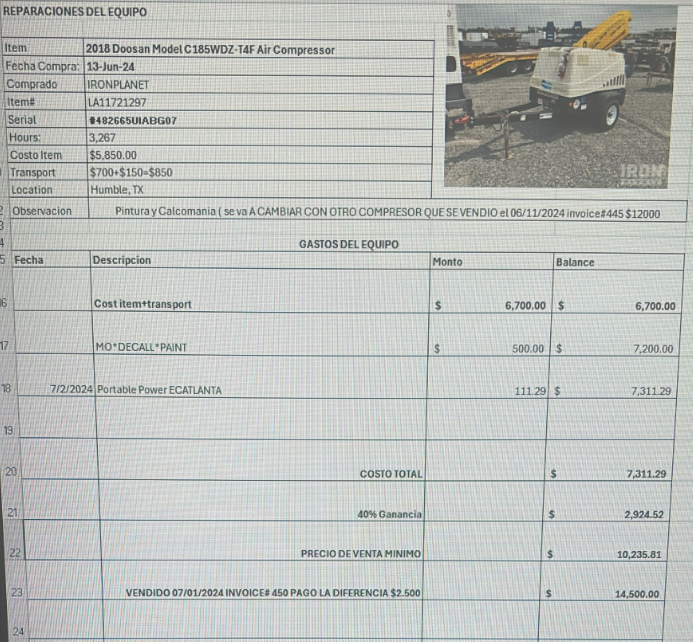 REPARACIONES DEL EQUIPO
Item 2018 Doosan Model C185WDZ-T4F Air Compressor
Fecha Compra: 13-Jun-24
Comprado IRONPLANET
Item# LA11721297
Serial #482665UIABG07
Hours: 3,267
Costo Item $5,850.00
Transport $700+$150=$850
Location Humble, TX
IRON
Observacion Pintura y Calcomania ( se va A CAMBIAR CON OTRO COMPRESOR QUE SE VENDIO el 06/11/2024 invoice#445 $12000
GASTOS DEL EQUIPO
Fecha Descripcion Monto Balance
16 Cost item+transport $ 6,700.00 $ 6,700.00
17 MO*DECALL*PAINT $ 500.00 $ 7,200.00
18 7/2/2024 Portable Power ECATLANTA 111.29 $ 7,311.29
19
20 COSTO TOTAL $ 7,311.29
21 40% Ganancia $ 2,924.52
22 PRECIO DE VENTA MINIMO $ 10,235.81
23 VENDIDO 07/01/2024 INVOICE# 450 PAGO LA DIFERENCIA $2.500 $ 14,500.00
24